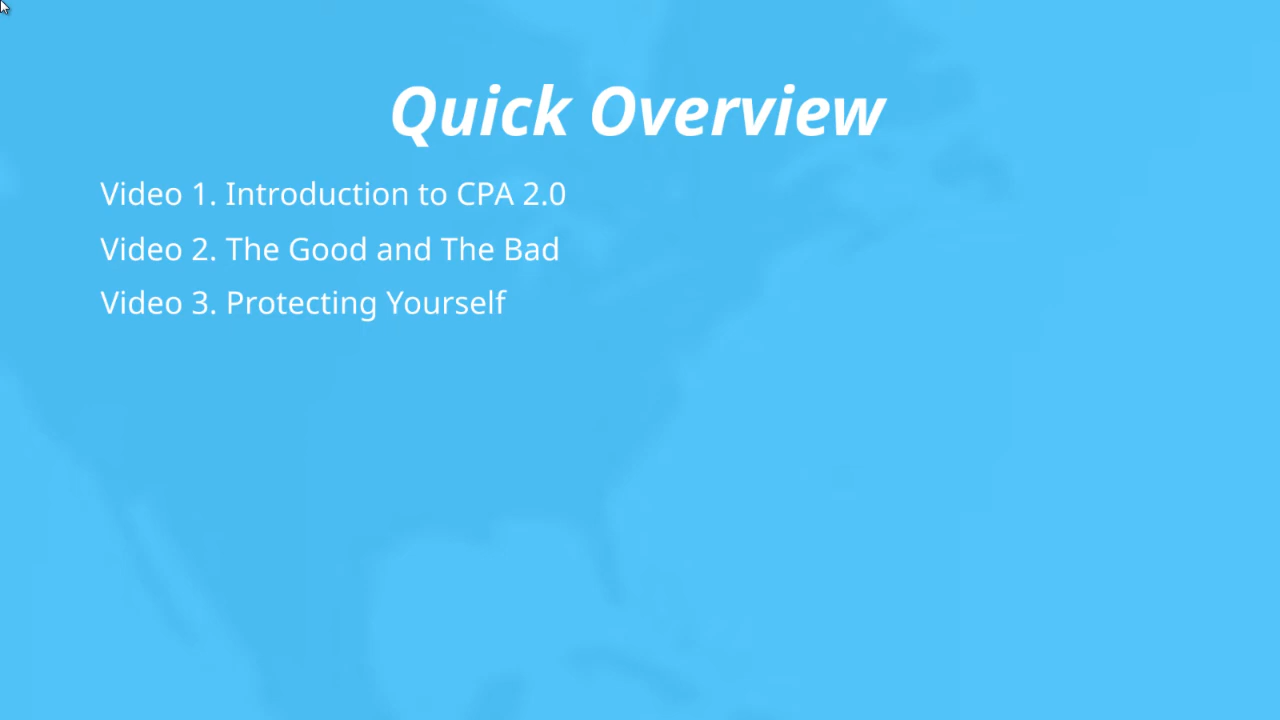 Quick Overview
Video 1. Introduction to CPA 2.0
Video 2. The Good and The Bad
Video 3. Protecting Yourself